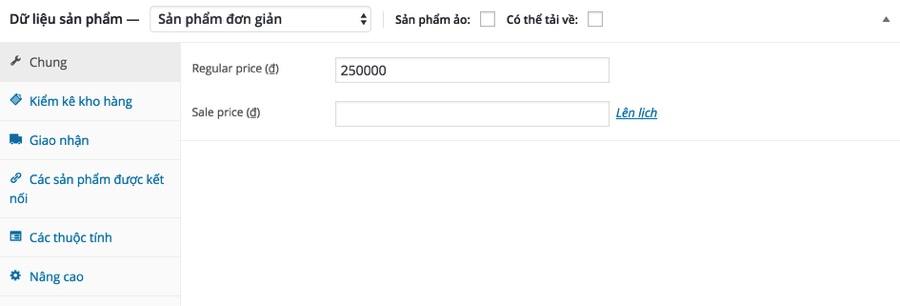 Dữ liệu sản phẩm — Sản phẩm đơn giản Sản phẩm ảo: Có thể tải về:
Chung
Regular price (₫) 250000
Kiểm kê kho hàng
Sale price (₫) Lên lịch
Giao nhận
Các sản phẩm được kết
nối
Các thuộc tính
Nâng cao